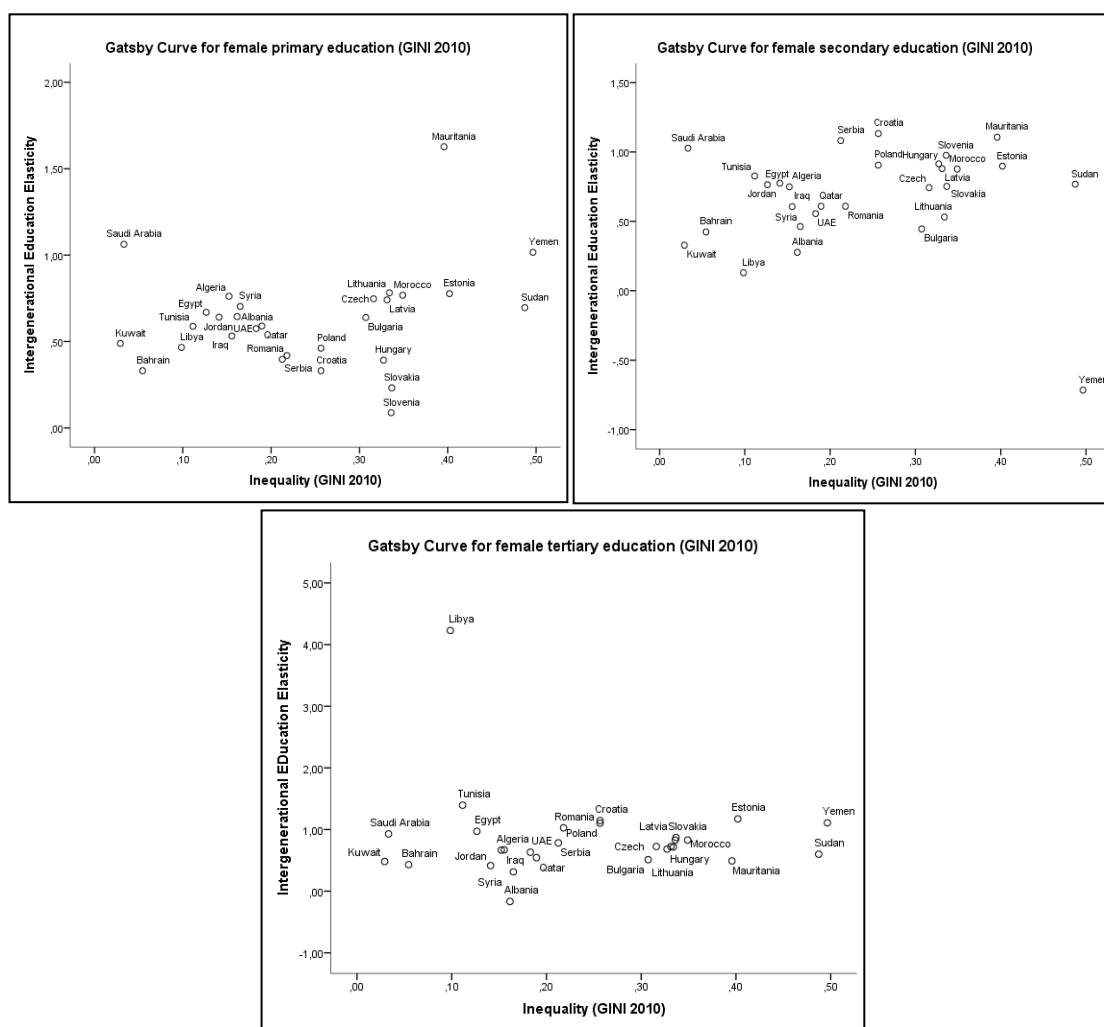 Gatsby Curve for female primary education (GINI 2010)
Intergenerational Education Elasticity
2,00
1,50
1,00
,50
,00
Mauritania
Saudi Arabia
Yemen
Algeria
Syria
Lithuania
Morocco
Estonia
Egypt
Czech
Sudan
Tunisia
Jordan
UAE
Albania
Latvia
Kuwait
Libya
Iraq
Qatar
Poland
Bulgaria
Romania
Bahrain
Serbia
Croatia
Hungary
Slovakia
Slovenia
,00 ,10 ,20 ,30 ,40 ,50
Inequality (GINI 2010)
Gatsby Curve for female secondary education (GINI 2010)
Intergenerational Education Elasticity
1,50
1,00
,50
,00
-,50
-1,00
Saudi Arabia
Serbia
Croatia
Mauritania
Slovenia
Poland
Hungary
Morocco
Estonia
Tunisia
Egypt
Algeria
Czech
Latvia
Sudan
Jordan
Iraq
Qatar
Slovakia
Syria
UAE
Romania
Lithuania
Bahrain
Bulgaria
Kuwait
Libya
Albania
Yemen
,00 ,10 ,20 ,30 ,40 ,50
Inequality (GINI 2010)
Gatsby Curve for female tertiary education (GINI 2010)
Intergenerational EDucation Elasticity
5,00
4,00
3,00
2,00
1,00
,00
-1,00
Libya
Tunisia
Saudi Arabia
Egypt
Romania
Croatia
Estonia
Yemen
Kuwait
Bahrain
Algeria
UAE
Poland
Latvia
Slovakia
Jordan
Iraq
Serbia
Czech
Morocco
Sudan
Syria
Qatar
Bulgaria
Hungary
Lithuania
Mauritania
Albania
,00 ,10 ,20 ,30 ,40 ,50
Inequality (GINI 2010)